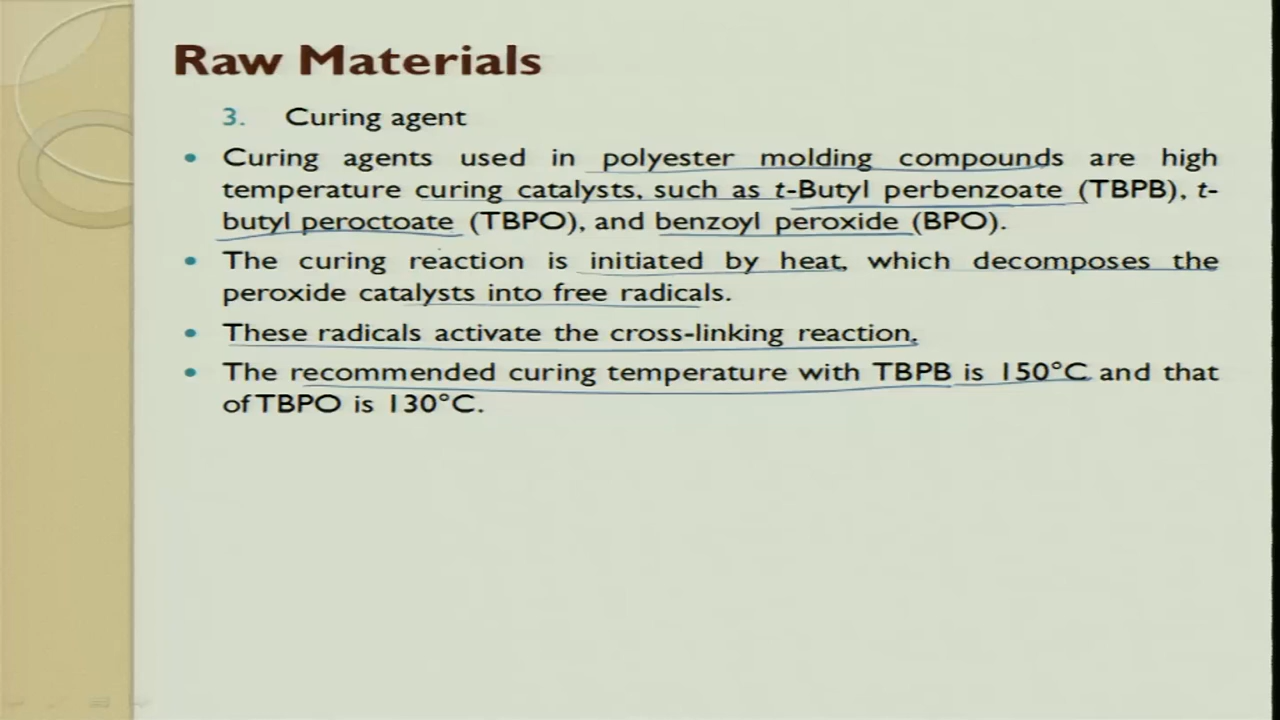 Raw Materials
3. Curing agent
• Curing agents used in polyester molding compounds are high
temperature curing catalysts, such as t-Butyl perbenzoate (TBPB), t-
butyl peroctoate (TBPO), and benzoyl peroxide (BPO).
• The curing reaction is initiated by heat, which decomposes the
peroxide catalysts into free radicals.
• These radicals activate the cross-linking reaction.
• The recommended curing temperature with TBPB is 150°C and that
of TBPO is 130°C.